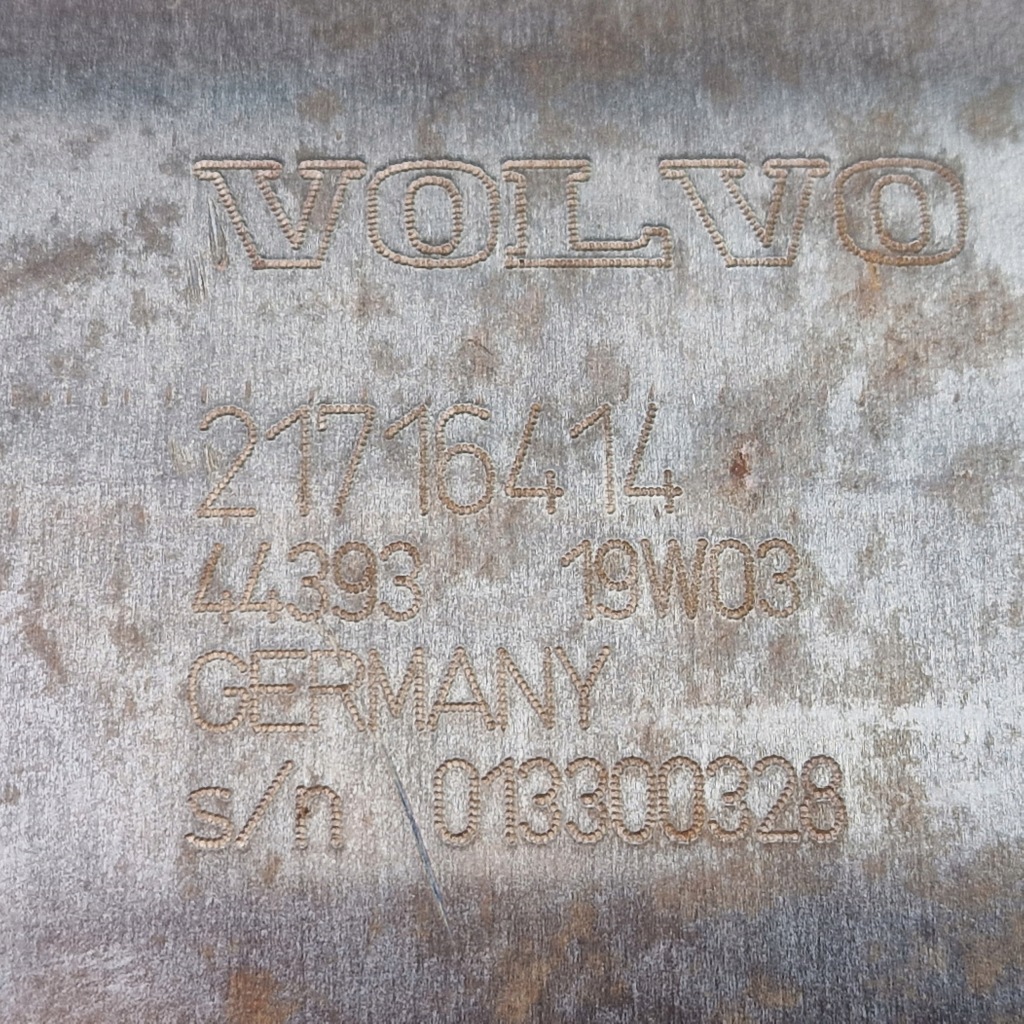 VOLVO
21716414
44393 19W03
GERMANY
s/n 013300328